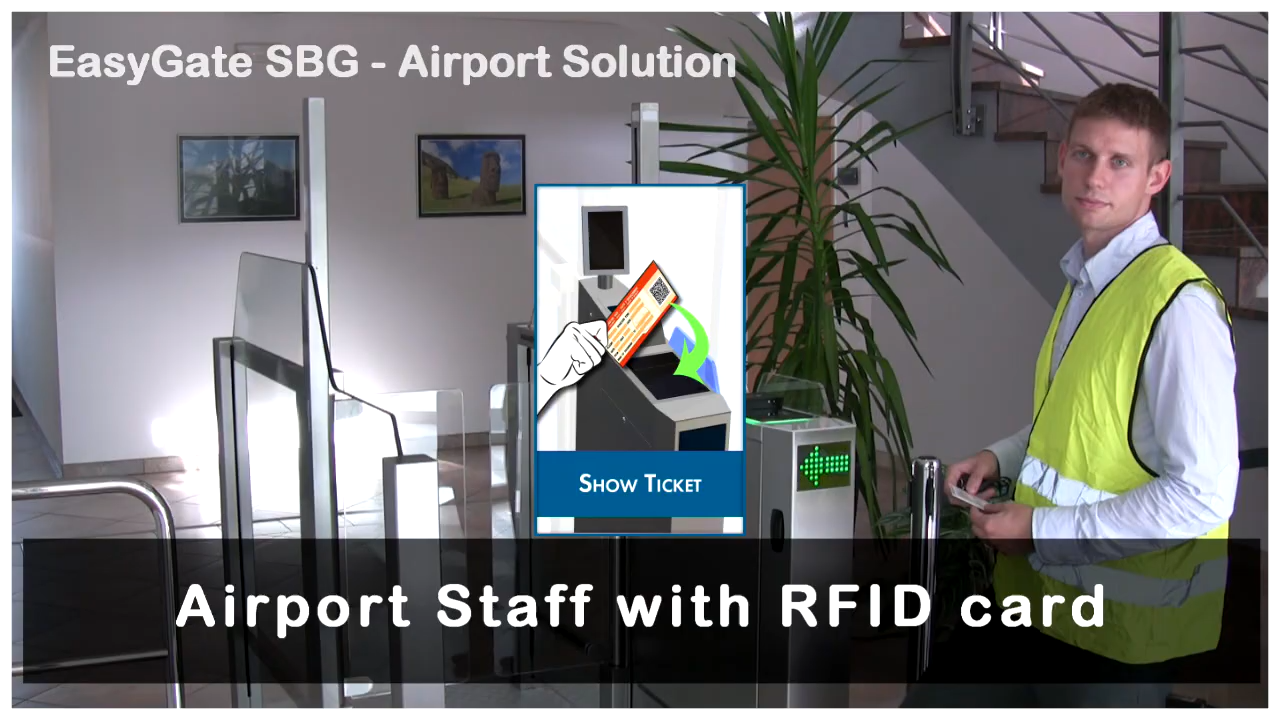 EasyGate SBG - Airport Solution
Show Ticket
Airport Staff with RFID card